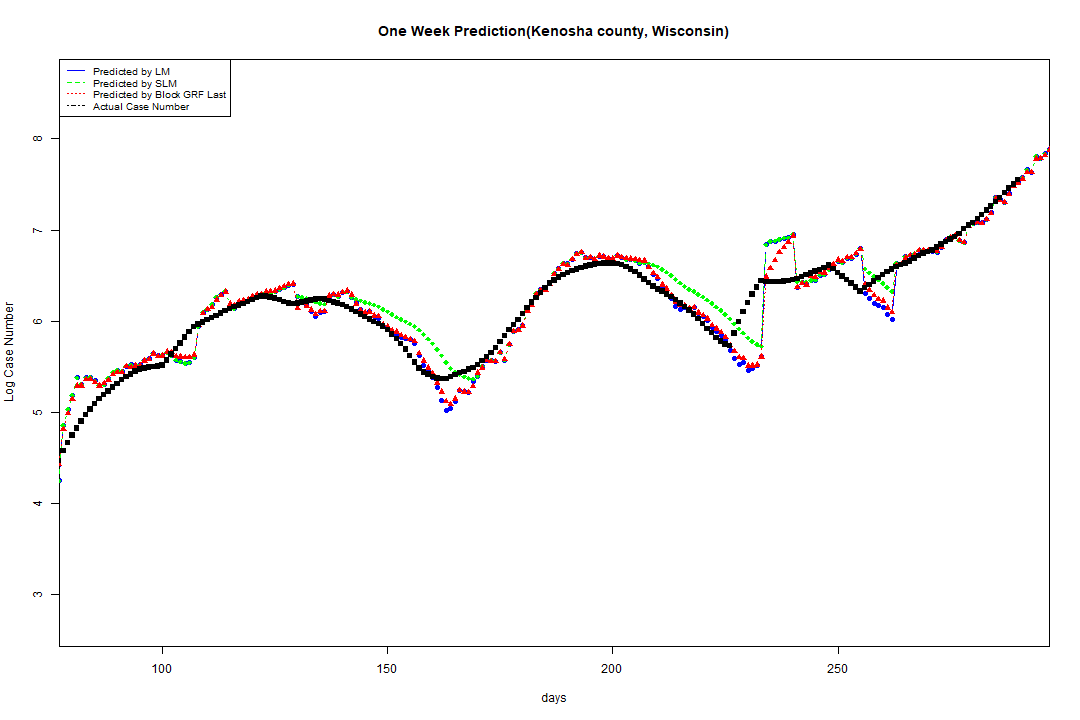 One Week Prediction(Kenosha county, Wisconsin)
Predicted by LM
Predicted by SLM
Predicted by Block GRF Last
Actual Case Number
8
7
6
5
4
3
Log Case Number
100 150 200 250
days